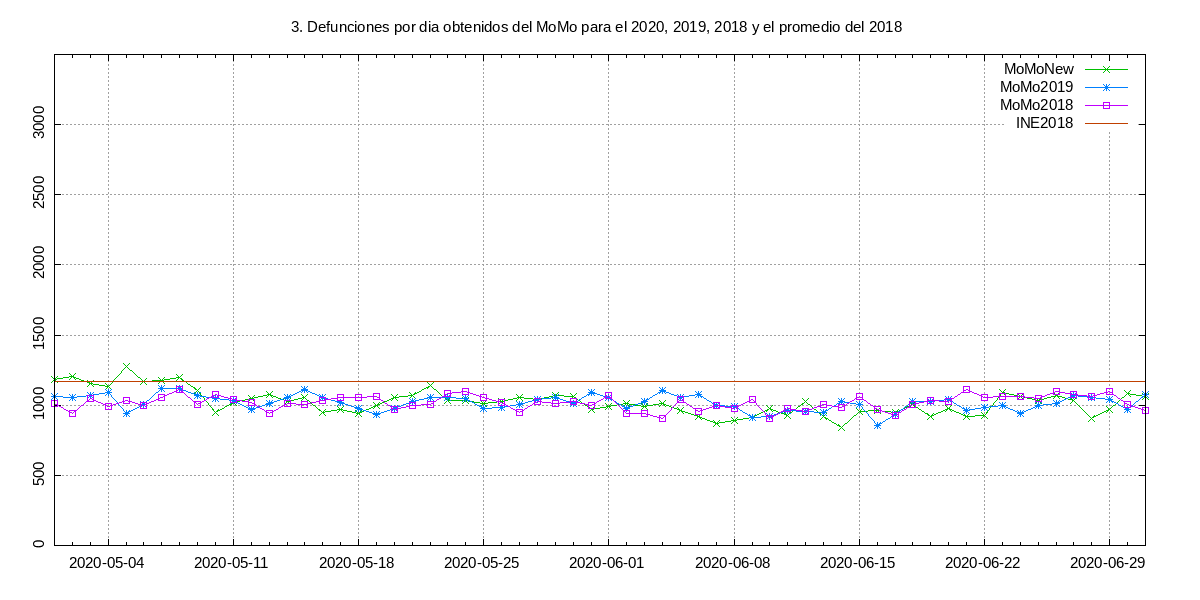 3. Defunciones por dia obtenidos del MoMo para el 2020, 2019, 2018 y el promedio del 2018
MoMoNew
MoMo2019
MoMo2018
INE2018
3000
2500
2000
1500
1000
500
0
2020-05-04 2020-05-11 2020-05-18 2020-05-25 2020-06-01 2020-06-08 2020-06-15 2020-06-22 2020-06-29